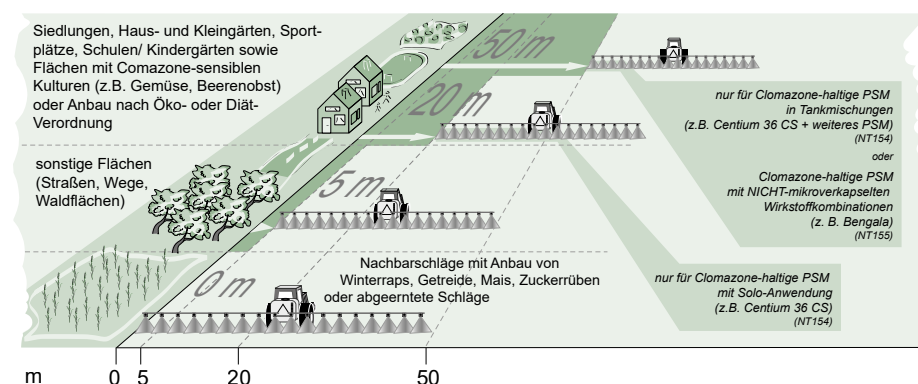 Siedlungen, Haus- und Kleingärten, Sport-
plätze, Schulen/ Kindergärten sowie
Flächen mit Comazone-sensiblen
Kulturen (z.B. Gemüse, Beerenobst)
oder Anbau nach Öko- oder Diät-
Verordnung
50 m
20 m
nur für Clomazone-haltige PSM
in Tankmischungen
(z.B. Centium 36 CS + weiteres PSM)
(NT154)
oder
Clomazone-haltige PSM
mit NICHT-mikroverkapselten
Wirkstoffkombinationen
(z. B. Bengala)
(NT155)
sonstige Flächen
(Straßen, Wege,
Waldflächen)
5 m
Nachbarschläge mit Anbau von
Winterraps, Getreide, Mais, Zuckerrüben
oder abgeerntete Schläge
0 m
nur für Clomazone-haltige PSM
mit Solo-Anwendung
(z.B. Centium 36 CS)
(NT154)
m 0 5 20 50